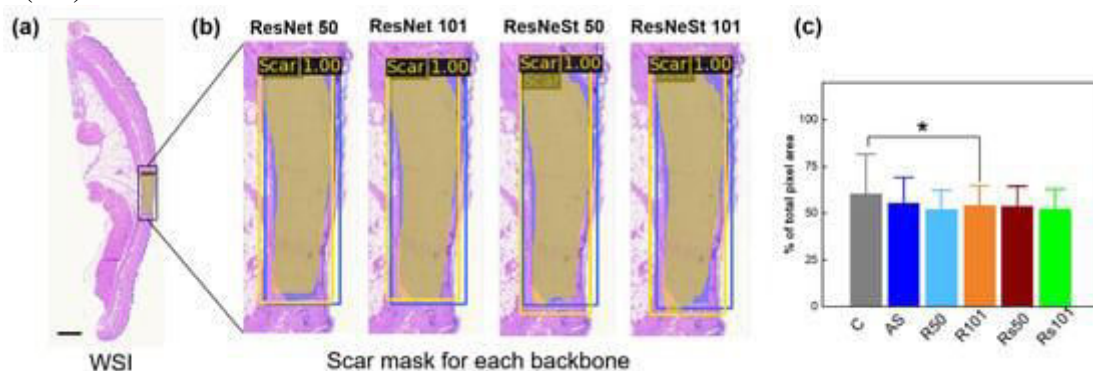 (a)
(b)
ResNet 50
ResNet 101
ResNeSt 50
ResNeSt 101
(c)
Scar 1.00
Scar 1.00
Scar 1.00
Scar 1.00
WSI
Scar mask for each backbone
% of total pixel area
100
75
50
25
0
*
C
AS
R50
R101
Rs50
Rs101